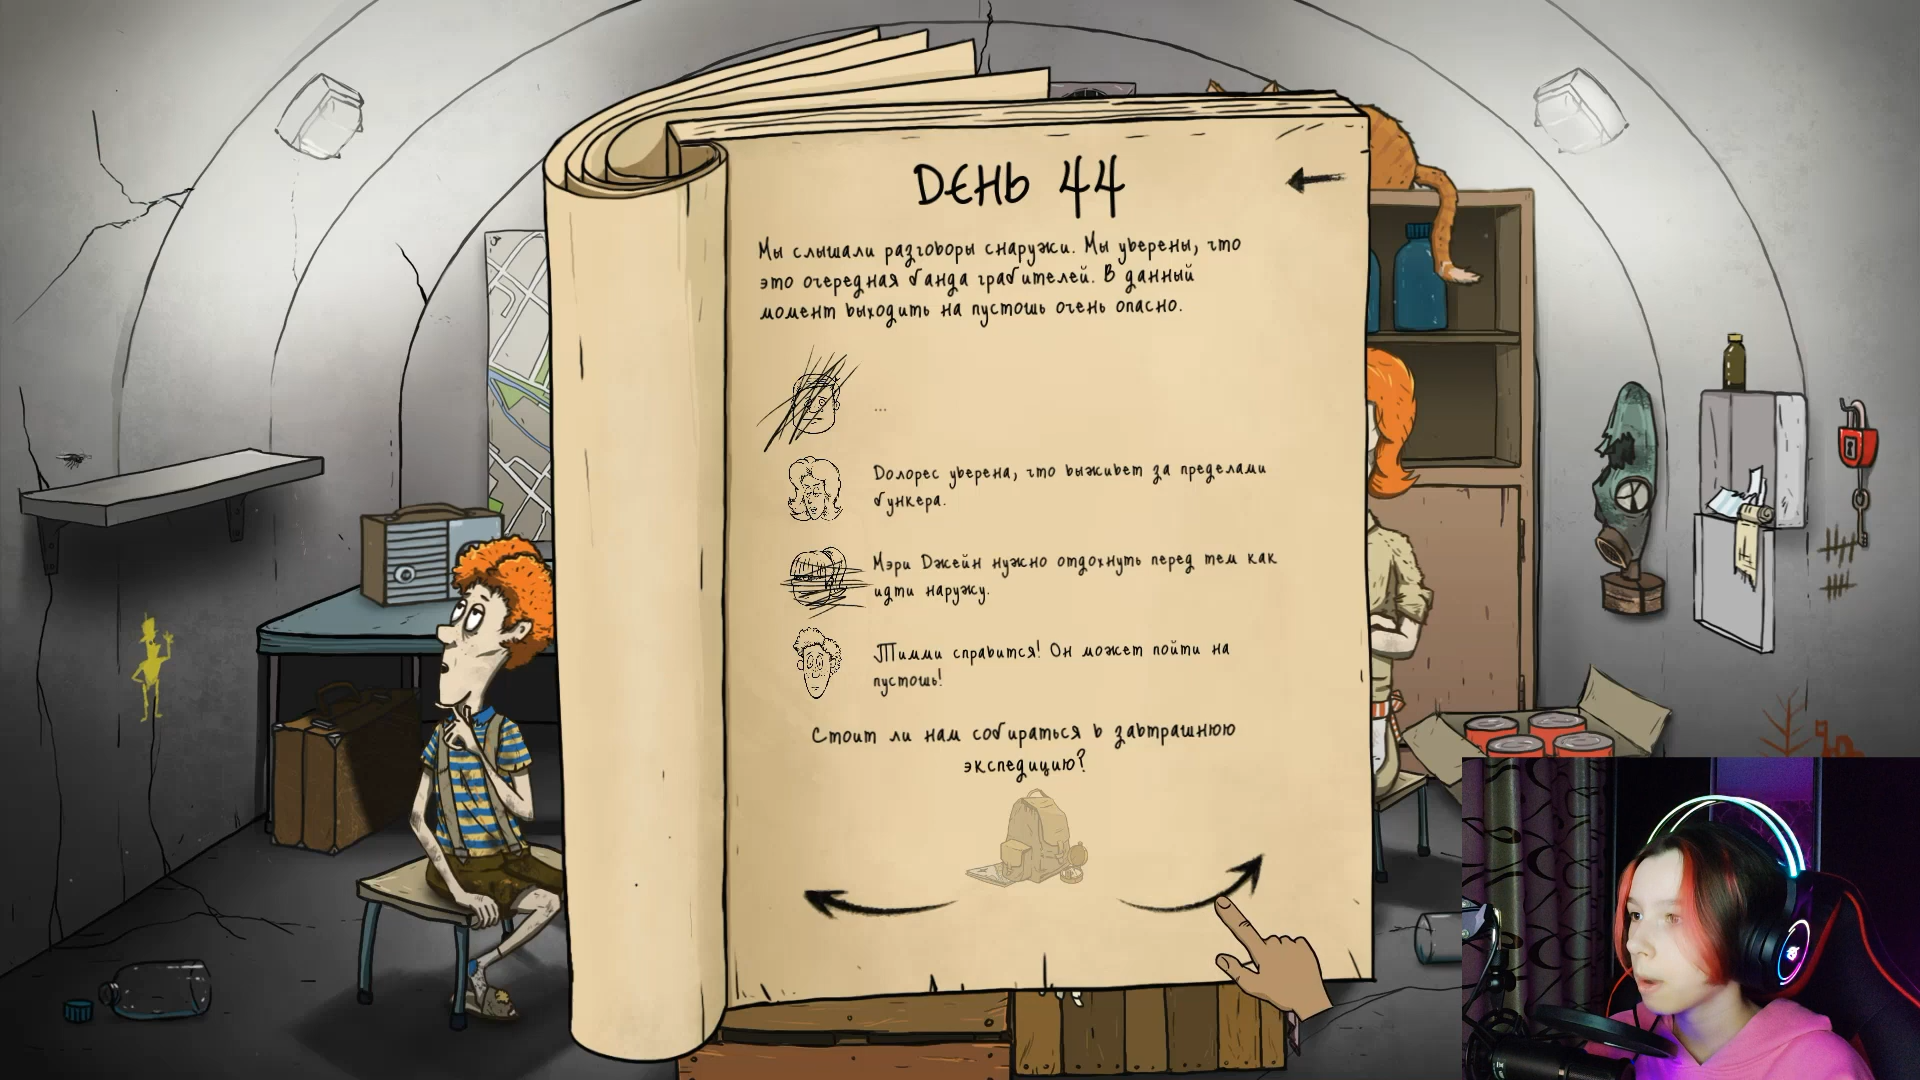 День 44
Мы слышали разговоры снаружи. Мы уверены, что
это очередная банда грабителей. В данный
момент выходить на пустошь очень опасно.
...
Долорес уверена, что выживет за пределами
бункера.
Мэри Джейн нужно отдохнуть перед тем как
идти наружу.
Тимми справится! Он может пойти на
пустошь!
Стоит ли нам собираться в завтрашнюю
экспедицию?